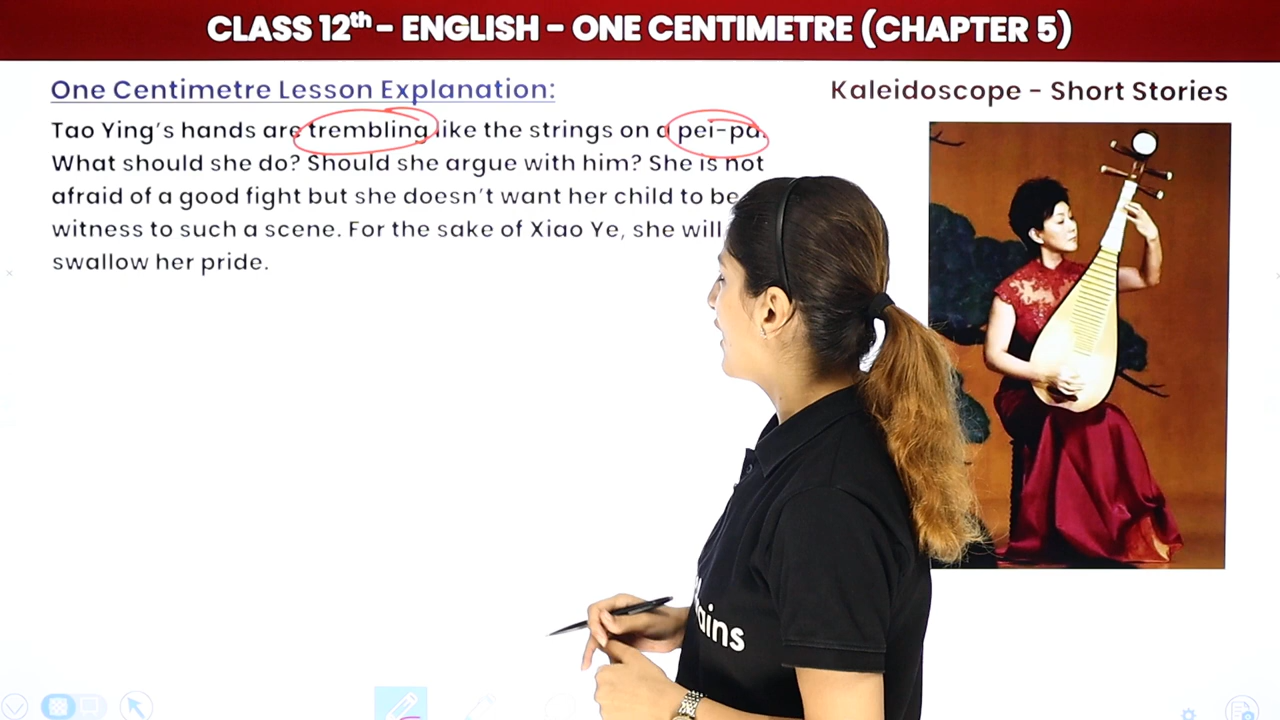 CLASS 12th - ENGLISH - ONE CENTIMETRE (CHAPTER 5)
One Centimetre Lesson Explanation:
Kaleidoscope - Short Stories
Tao Ying's hands are trembling like the strings on a pei-pa.
What should she do? Should she argue with him? She is not
afraid of a good fight but she doesn't want her child to be
witness to such a scene. For the sake of Xiao Ye, she will
swallow her pride.